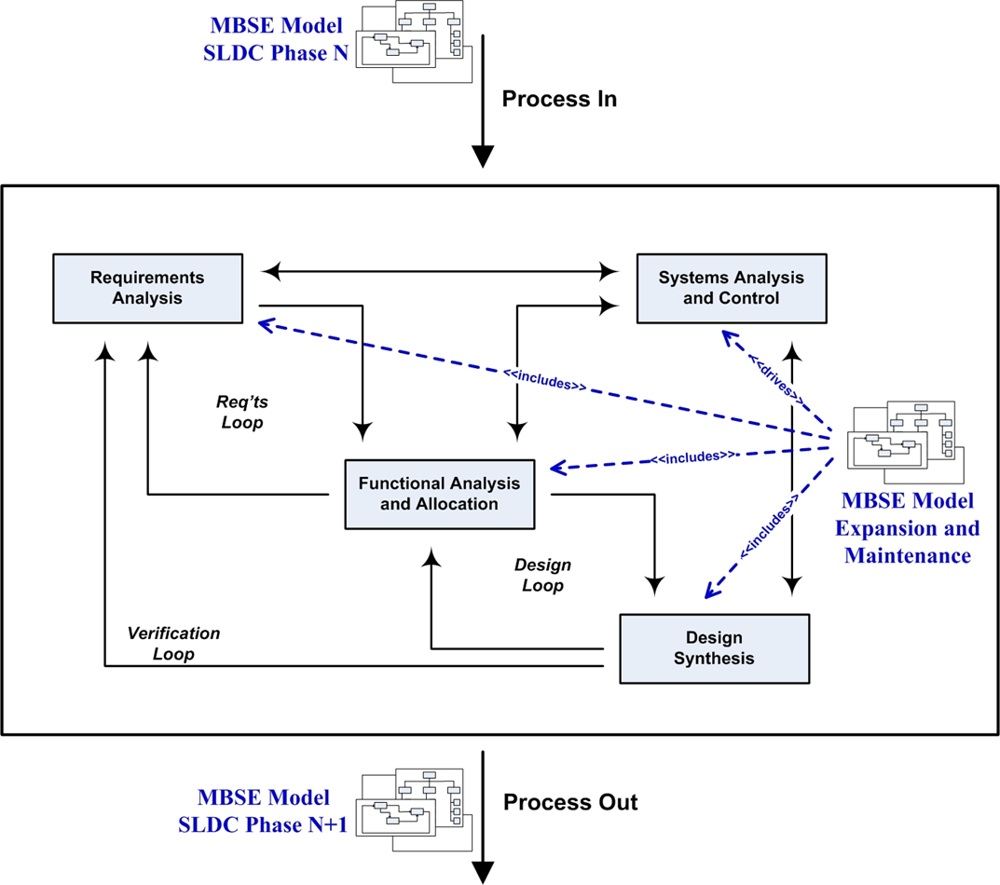 MBSE Model
SLDC Phase N
Process In
Requirements
Analysis
Systems Analysis
and Control
<<drives>>
<<includes>>
Req'ts
Loop
<<includes>>
Functional Analysis
and Allocation
MBSE Model
Expansion and
Maintenance
<<includes>>
Design
Loop
Verification
Loop
Design
Synthesis
MBSE Model
SLDC Phase N+1
Process Out